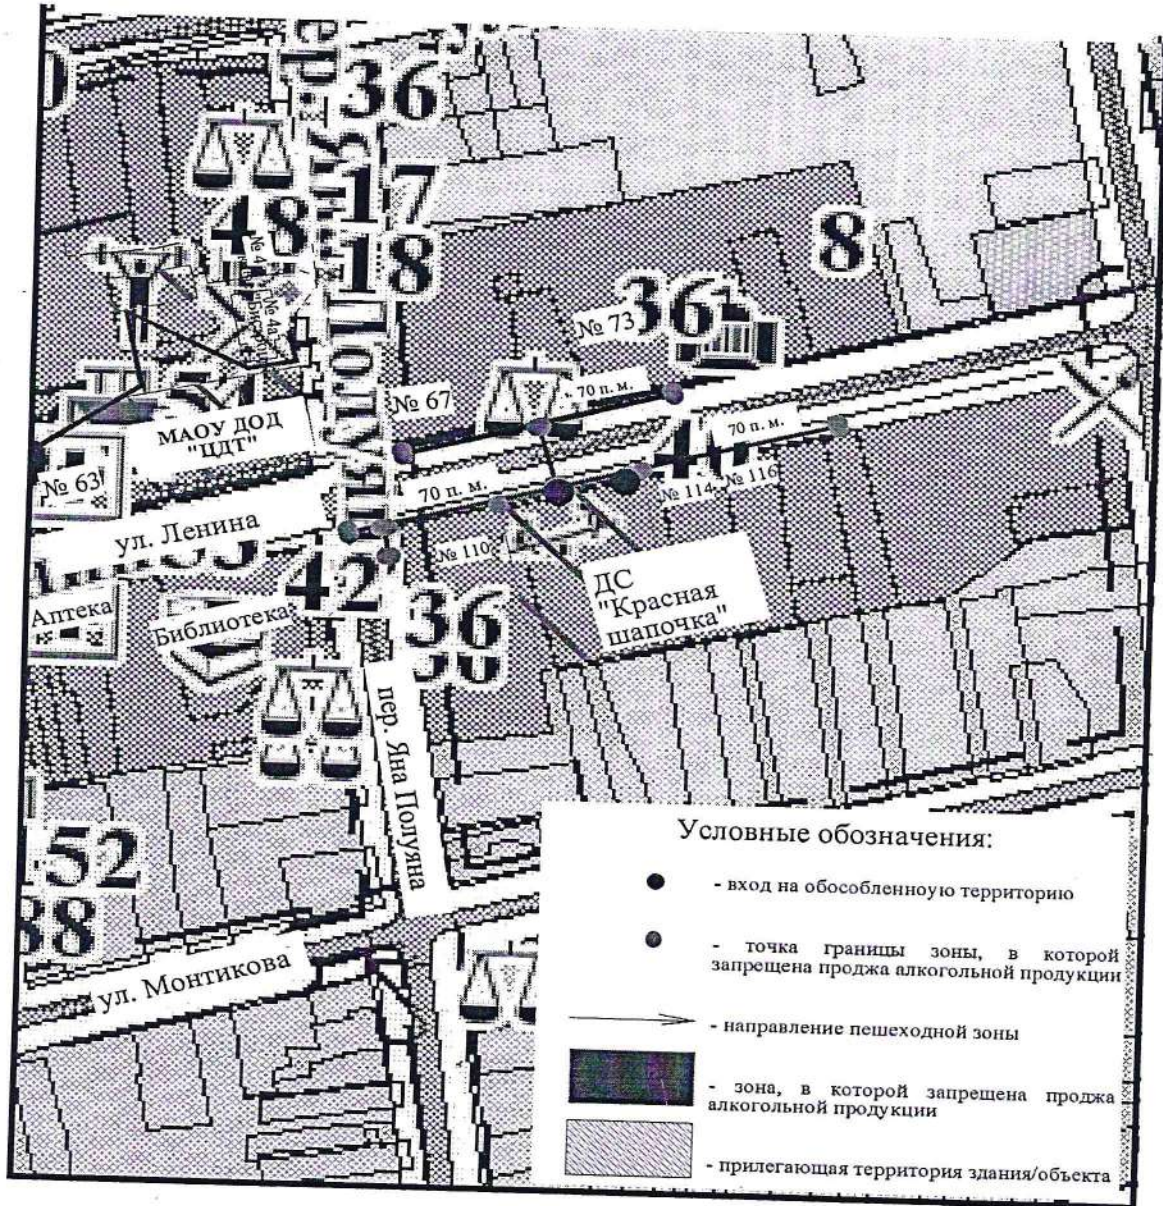 36
17
48
18
8
36
№ 73
70 п. м.
№ 67
МАОУ ДОД
"ЦДТ"
70 п. м.
№ 63
70 п. м.
№ 114
№ 116
ул. Ленина
№ 110
42
ДС
"Красная
шапочка"
Аптека
Библиотека
36
пер. Яна Полуяна
52
38
ул. Монтикова
Условные обозначения:
- вход на обособленную территорию
- точка границы зоны, в которой
запрещена проджа алкогольной продукции
- направление пешеходной зоны
- зона, в которой запрещена проджа
алкогольной продукции
- прилегающая территория здания/объекта